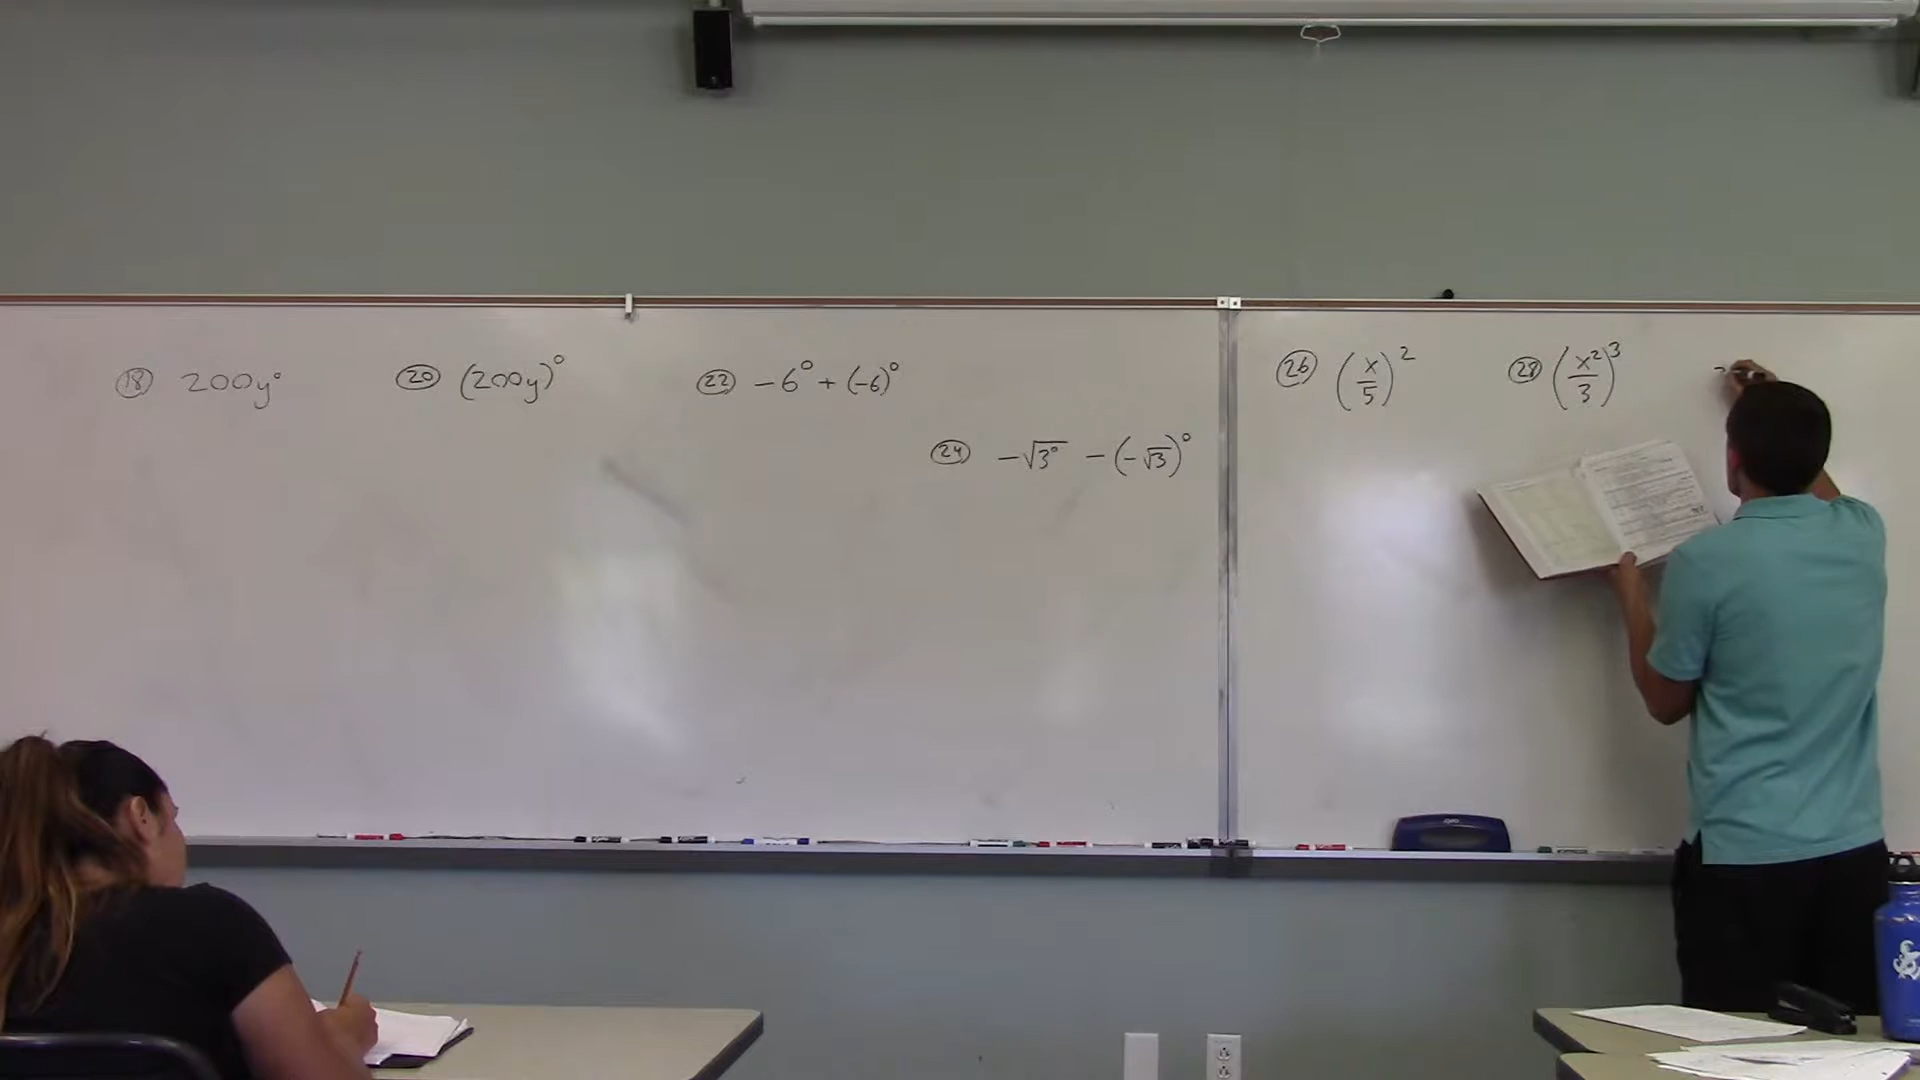 (18) 200y⁰
(20) (200y)⁰
(22) −6⁰ + (−6)⁰
(24) −√3⁰ − (−√3)⁰
(26) (x/5)²
(28) (x²/3)³